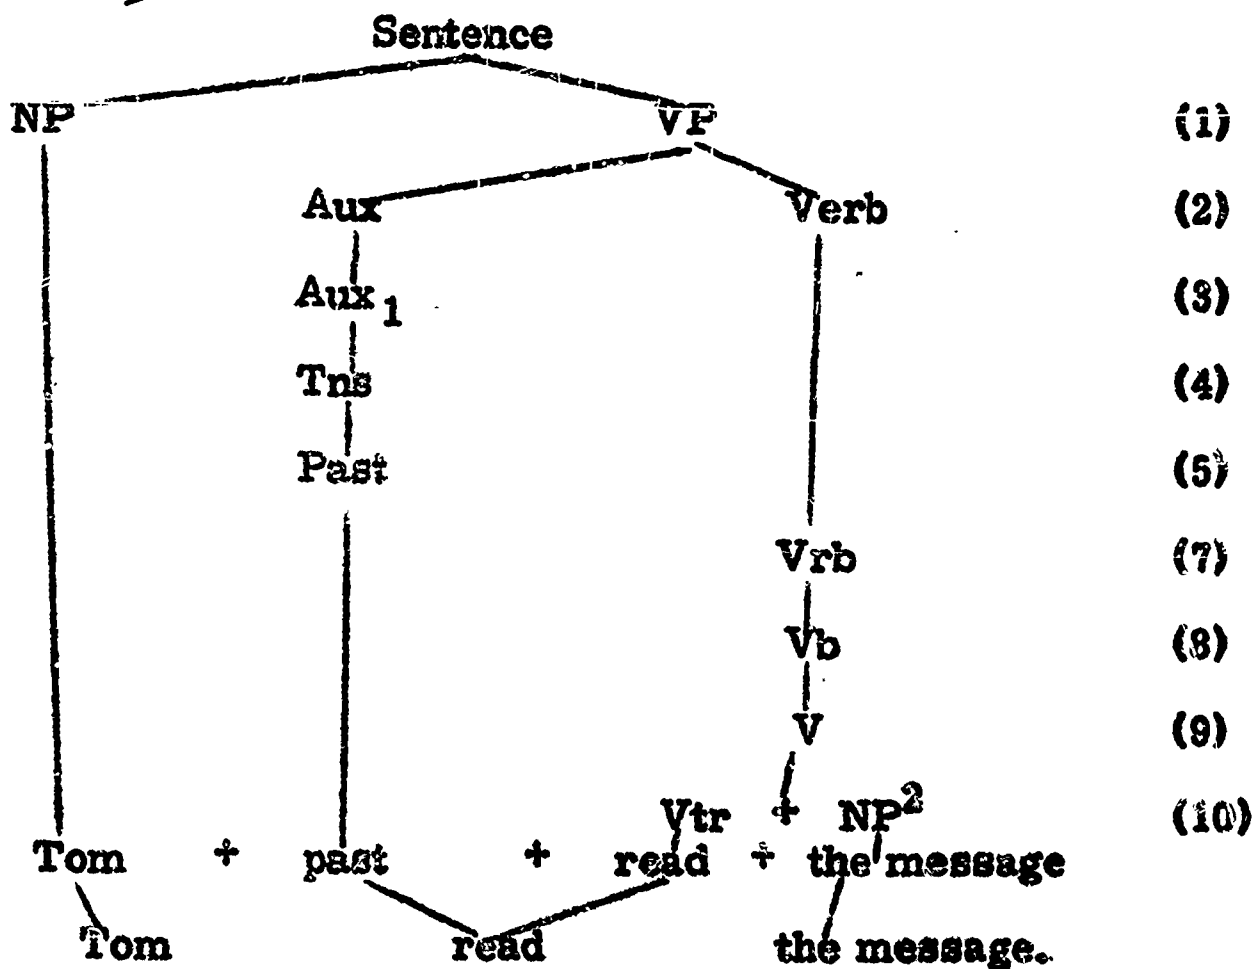 Sentence
NP VP (1)
Aux Verb (2)
Aux1 (3)
Tns (4)
Past (5)
Vrb (7)
Vb (8)
V (9)
Vtr + NP2 (10)
Tom + past + read + the message
Tom read the message.